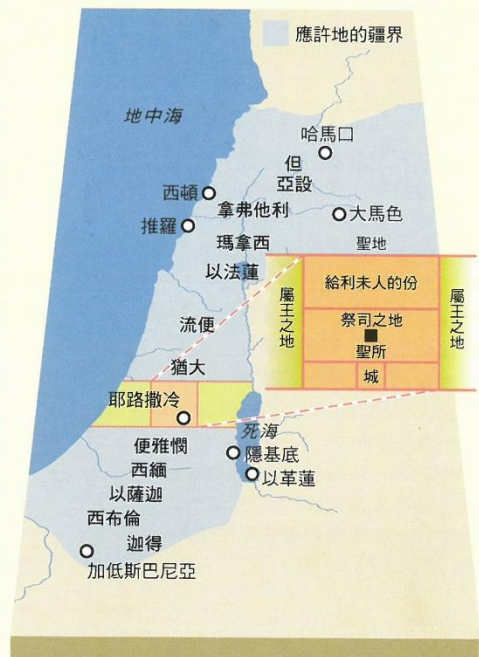 應許地的疆界
地中海
哈馬口
但
亞設
西頓
拿弗他利
大馬色
推羅
瑪拿西
聖地
以法蓮
給利未人的份
屬王之地
祭司之地
屬王之地
聖所
流便
城
猶大
耶路撒冷
死海
便雅憫
隱基底
西緬
以革蓮
以薩迦
西布倫
迦得
加低斯巴尼亞